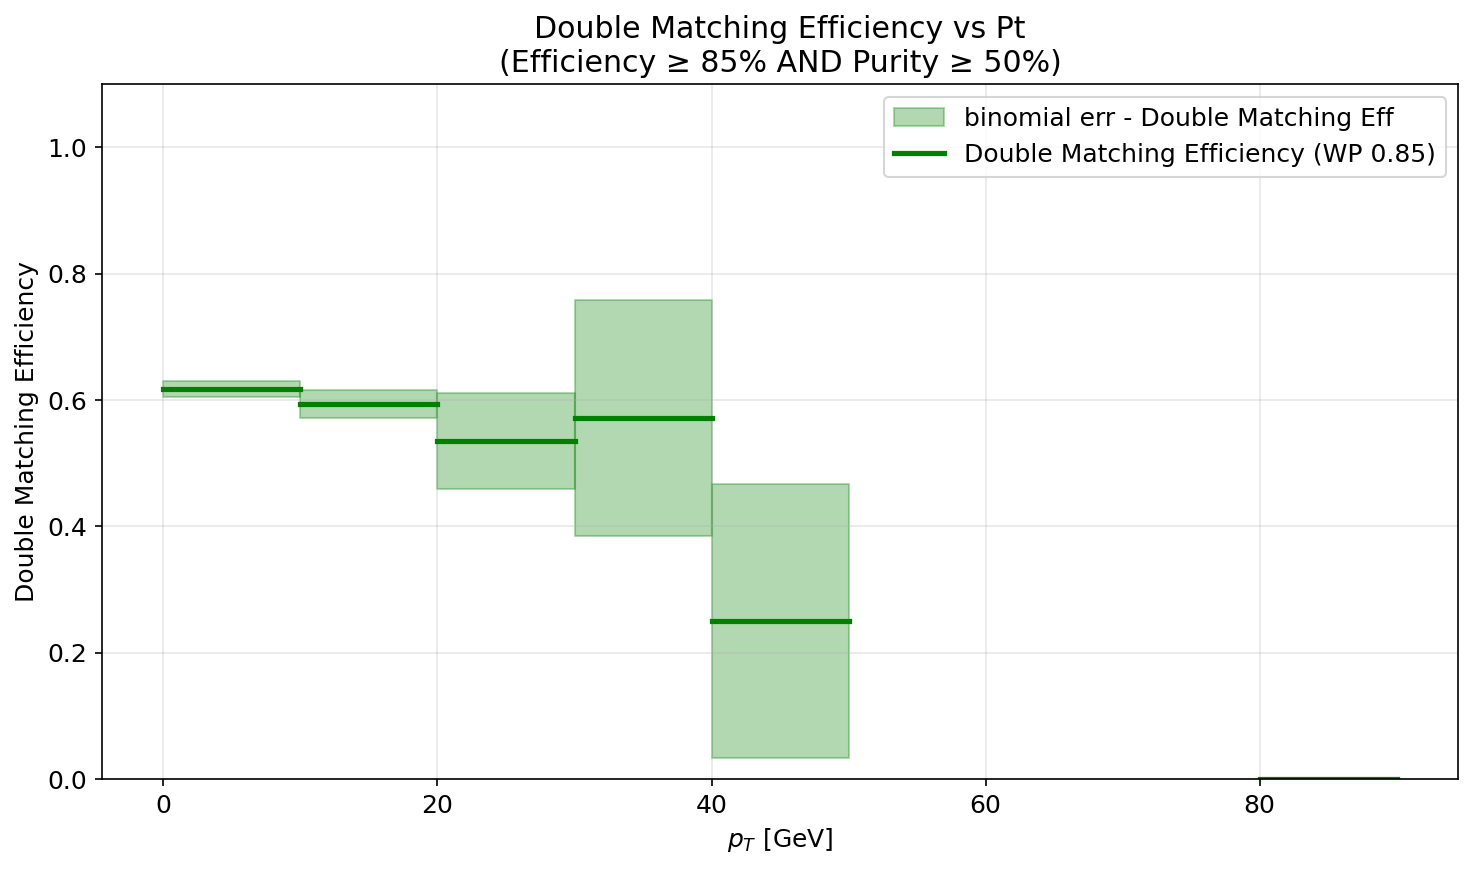 Double Matching Efficiency vs Pt
(Efficiency ≥ 85% AND Purity ≥ 50%)
binomial err - Double Matching Eff
Double Matching Efficiency (WP 0.85)
Double Matching Efficiency
1.0
0.8
0.6
0.4
0.2
0.0
0 20 40 60 80
p_T [GeV]